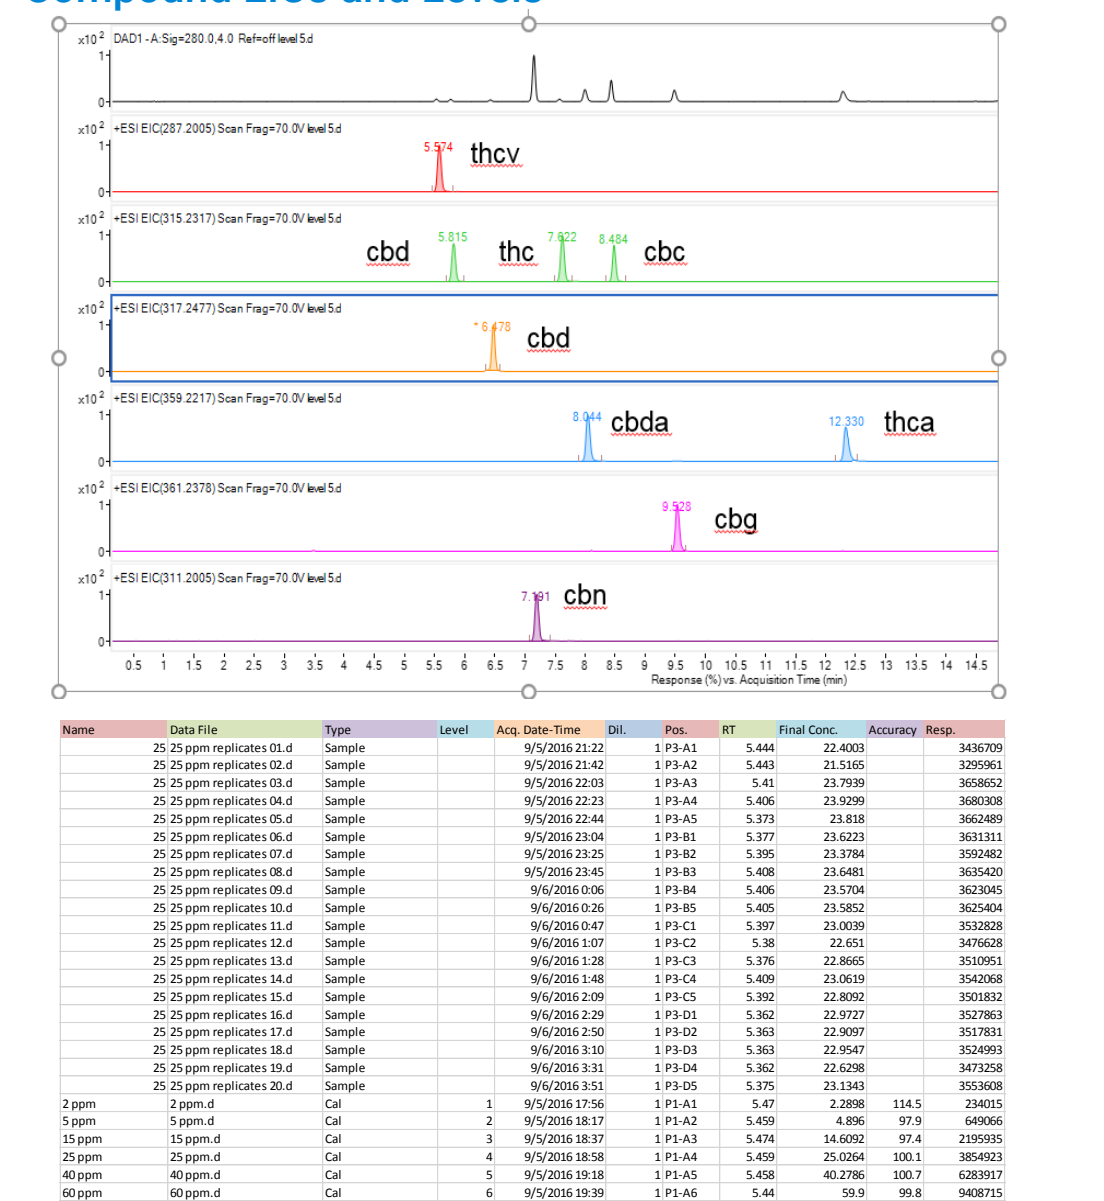 Compound List and Levels
x10 2 DAD1 - A:Sig=280.0,4.0 Ref=off level 5.d
1
0
x10 2 +ESI EIC(287.2005) Scan Frag=70.0V level 5.d
1
5.574 thcv
0
x10 2 +ESI EIC(315.2317) Scan Frag=70.0V level 5.d
1
cbd 5.815 thc 7.622 8.484 cbc
0
x10 2 +ESI EIC(317.2477) Scan Frag=70.0V level 5.d
1
* 6.478 cbd
0
x10 2 +ESI EIC(359.2217) Scan Frag=70.0V level 5.d
1
8.044 cbda 12.330 thca
0
x10 2 +ESI EIC(361.2378) Scan Frag=70.0V level 5.d
1
9.528 cbg
0
x10 2 +ESI EIC(311.2005) Scan Frag=70.0V level 5.d
1
7.191 cbn
0
0.5 1 1.5 2 2.5 3 3.5 4 4.5 5 5.5 6 6.5 7 7.5 8 8.5 9 9.5 10 10.5 11 11.5 12 12.5 13 13.5 14 14.5
Response (%) vs. Acquisition Time (min)
Name Data File Type Level Acq. Date-Time Dil. Pos. RT Final Conc. Accuracy Resp.
25 25 ppm replicates 01.d Sample 9/5/2016 21:22 1 P3-A1 5.444 22.4003 3436709
25 25 ppm replicates 02.d Sample 9/5/2016 21:42 1 P3-A2 5.443 21.5165 3295961
25 25 ppm replicates 03.d Sample 9/5/2016 22:03 1 P3-A3 5.41 23.7939 3658652
25 25 ppm replicates 04.d Sample 9/5/2016 22:23 1 P3-A4 5.406 23.9299 3680308
25 25 ppm replicates 05.d Sample 9/5/2016 22:44 1 P3-A5 5.373 23.818 3662489
25 25 ppm replicates 06.d Sample 9/5/2016 23:04 1 P3-B1 5.377 23.6223 3631311
25 25 ppm replicates 07.d Sample 9/5/2016 23:25 1 P3-B2 5.395 23.3784 3592482
25 25 ppm replicates 08.d Sample 9/5/2016 23:45 1 P3-B3 5.408 23.6481 3635420
25 25 ppm replicates 09.d Sample 9/6/2016 0:06 1 P3-B4 5.406 23.5704 3623045
25 25 ppm replicates 10.d Sample 9/6/2016 0:26 1 P3-B5 5.405 23.5852 3625404
25 25 ppm replicates 11.d Sample 9/6/2016 0:47 1 P3-C1 5.397 23.0039 3532828
25 25 ppm replicates 12.d Sample 9/6/2016 1:07 1 P3-C2 5.38 22.651 3476628
25 25 ppm replicates 13.d Sample 9/6/2016 1:28 1 P3-C3 5.376 22.8665 3510951
25 25 ppm replicates 14.d Sample 9/6/2016 1:48 1 P3-C4 5.409 23.0619 3542068
25 25 ppm replicates 15.d Sample 9/6/2016 2:09 1 P3-C5 5.392 22.8092 3501832
25 25 ppm replicates 16.d Sample 9/6/2016 2:29 1 P3-D1 5.362 22.9727 3527863
25 25 ppm replicates 17.d Sample 9/6/2016 2:50 1 P3-D2 5.363 22.9097 3517831
25 25 ppm replicates 18.d Sample 9/6/2016 3:10 1 P3-D3 5.363 22.9547 3524993
25 25 ppm replicates 19.d Sample 9/6/2016 3:31 1 P3-D4 5.362 22.6298 3473258
25 25 ppm replicates 20.d Sample 9/6/2016 3:51 1 P3-D5 5.375 23.1343 3553608
2 ppm 2 ppm.d Cal 1 9/5/2016 17:56 1 P1-A1 5.47 2.2898 114.5 234015
5 ppm 5 ppm.d Cal 2 9/5/2016 18:17 1 P1-A2 5.459 4.896 97.9 649066
15 ppm 15 ppm.d Cal 3 9/5/2016 18:37 1 P1-A3 5.474 14.6092 97.4 2195935
25 ppm 25 ppm.d Cal 4 9/5/2016 18:58 1 P1-A4 5.459 25.0264 100.1 3854923
40 ppm 40 ppm.d Cal 5 9/5/2016 19:18 1 P1-A5 5.458 40.2786 100.7 6283917
60 ppm 60 ppm.d Cal 6 9/5/2016 19:39 1 P1-A6 5.44 59.9 99.8 9408715